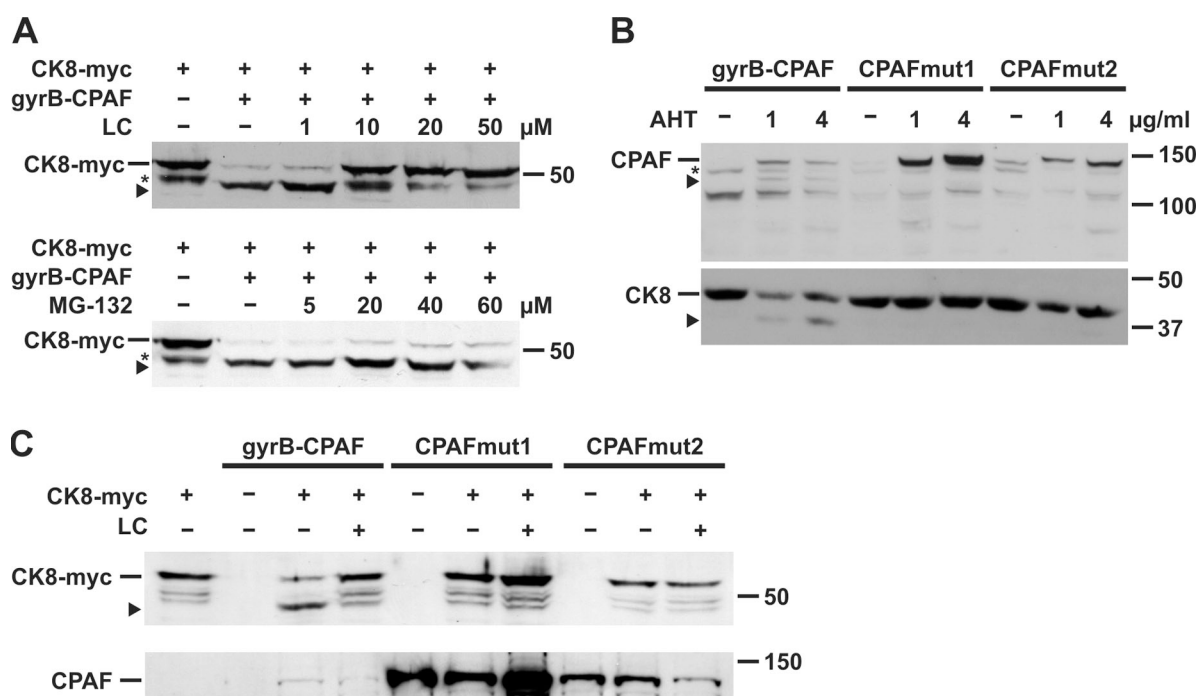 A
CK8-myc + + + + + +
gyrB-CPAF – + + + + +
LC – – 1 10 20 50 µM
CK8-myc
*
50
CK8-myc + + + + + +
gyrB-CPAF – + + + + +
MG-132 – – 5 20 40 60 µM
CK8-myc
*
50
B
gyrB-CPAF CPAFmut1 CPAFmut2
AHT – 1 4 – 1 4 – 1 4 µg/ml
CPAF 150
*
100
CK8 50
37
C
gyrB-CPAF CPAFmut1 CPAFmut2
CK8-myc + – + + – + + – + +
LC – – – + – – + – – +
CK8-myc
50
CPAF 150